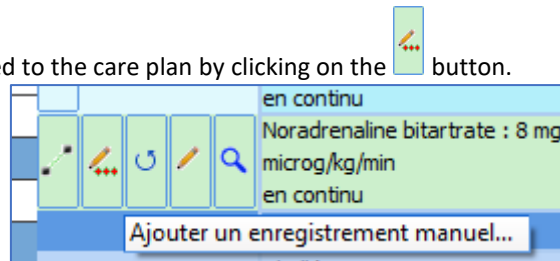 ed to the care plan by clicking on the button.
en continu
Noradrenaline bitartrate : 8 mg
microg/kg/min
en continu
Ajouter un enregistrement manuel...